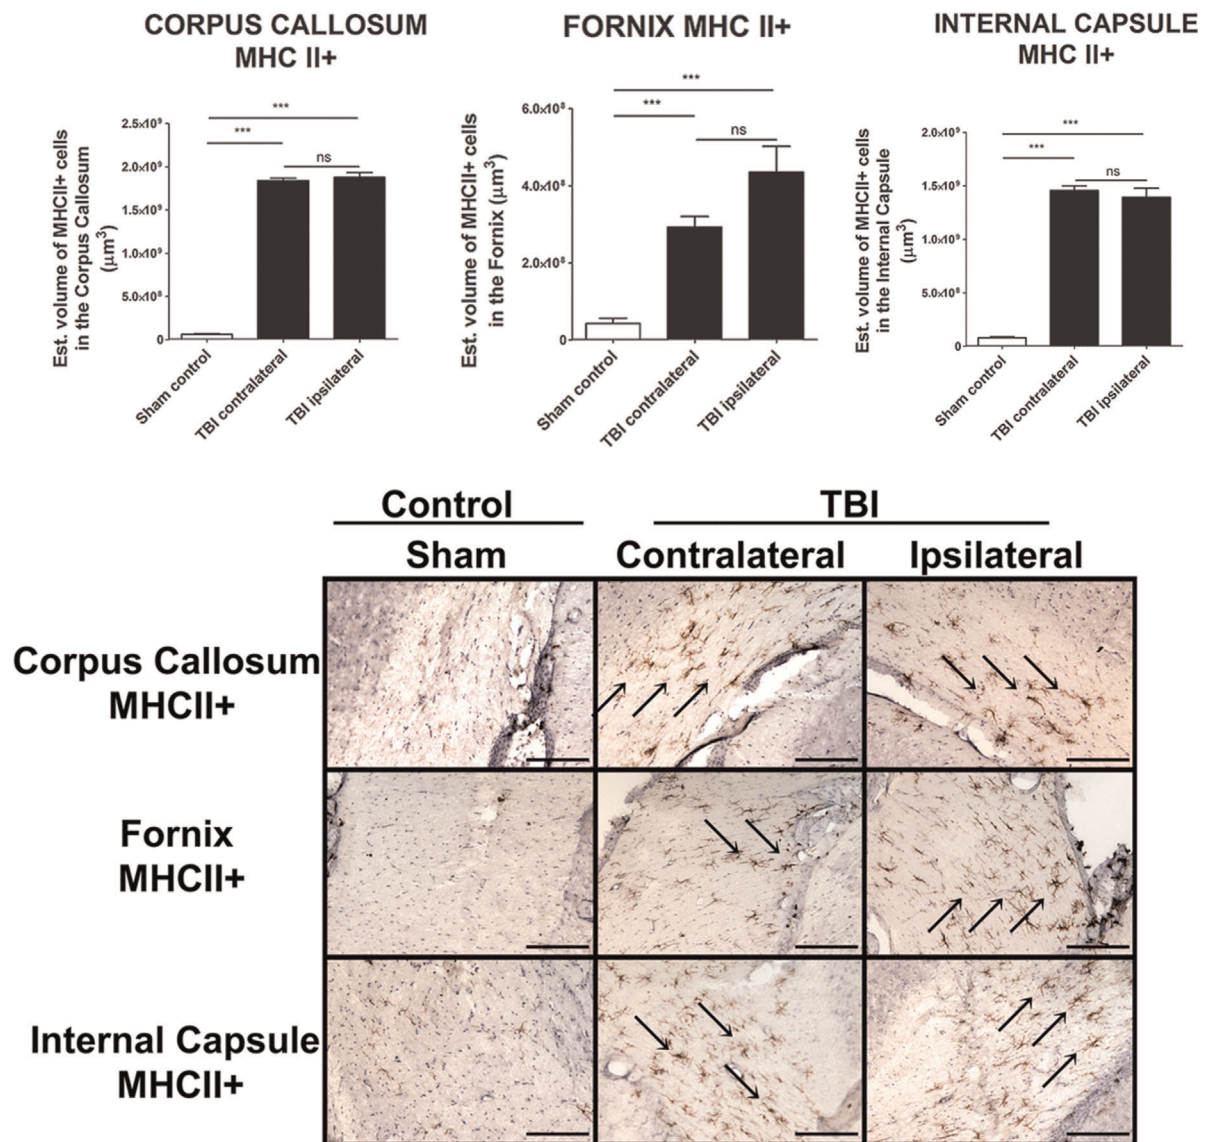 CORPUS CALLOSUM
MHC II+
***
***
ns
2.5x10⁹
2.0x10⁹
1.5x10⁹
1.0x10⁹
5.0x10⁸
0
Est. volume of MHCII+ cells
in the Corpus Callosum
(μm³)
Sham control
TBI contralateral
TBI ipsilateral
FORNIX MHC II+
***
***
ns
6.0x10⁸
4.0x10⁸
2.0x10⁸
0
Est. volume of MHCII+ cells
in the Fornix (μm³)
Sham control
TBI contralateral
TBI ipsilateral
INTERNAL CAPSULE
MHC II+
***
***
ns
2.0x10⁹
1.5x10⁹
1.0x10⁹
5.0x10⁸
0
Est. volume of MHCII+ cells
in the Internal Capsule
(μm³)
Sham control
TBI contralateral
TBI ipsilateral
Control
TBI
Sham
Contralateral
Ipsilateral
Corpus Callosum
MHCII+
Fornix
MHCII+
Internal Capsule
MHCII+